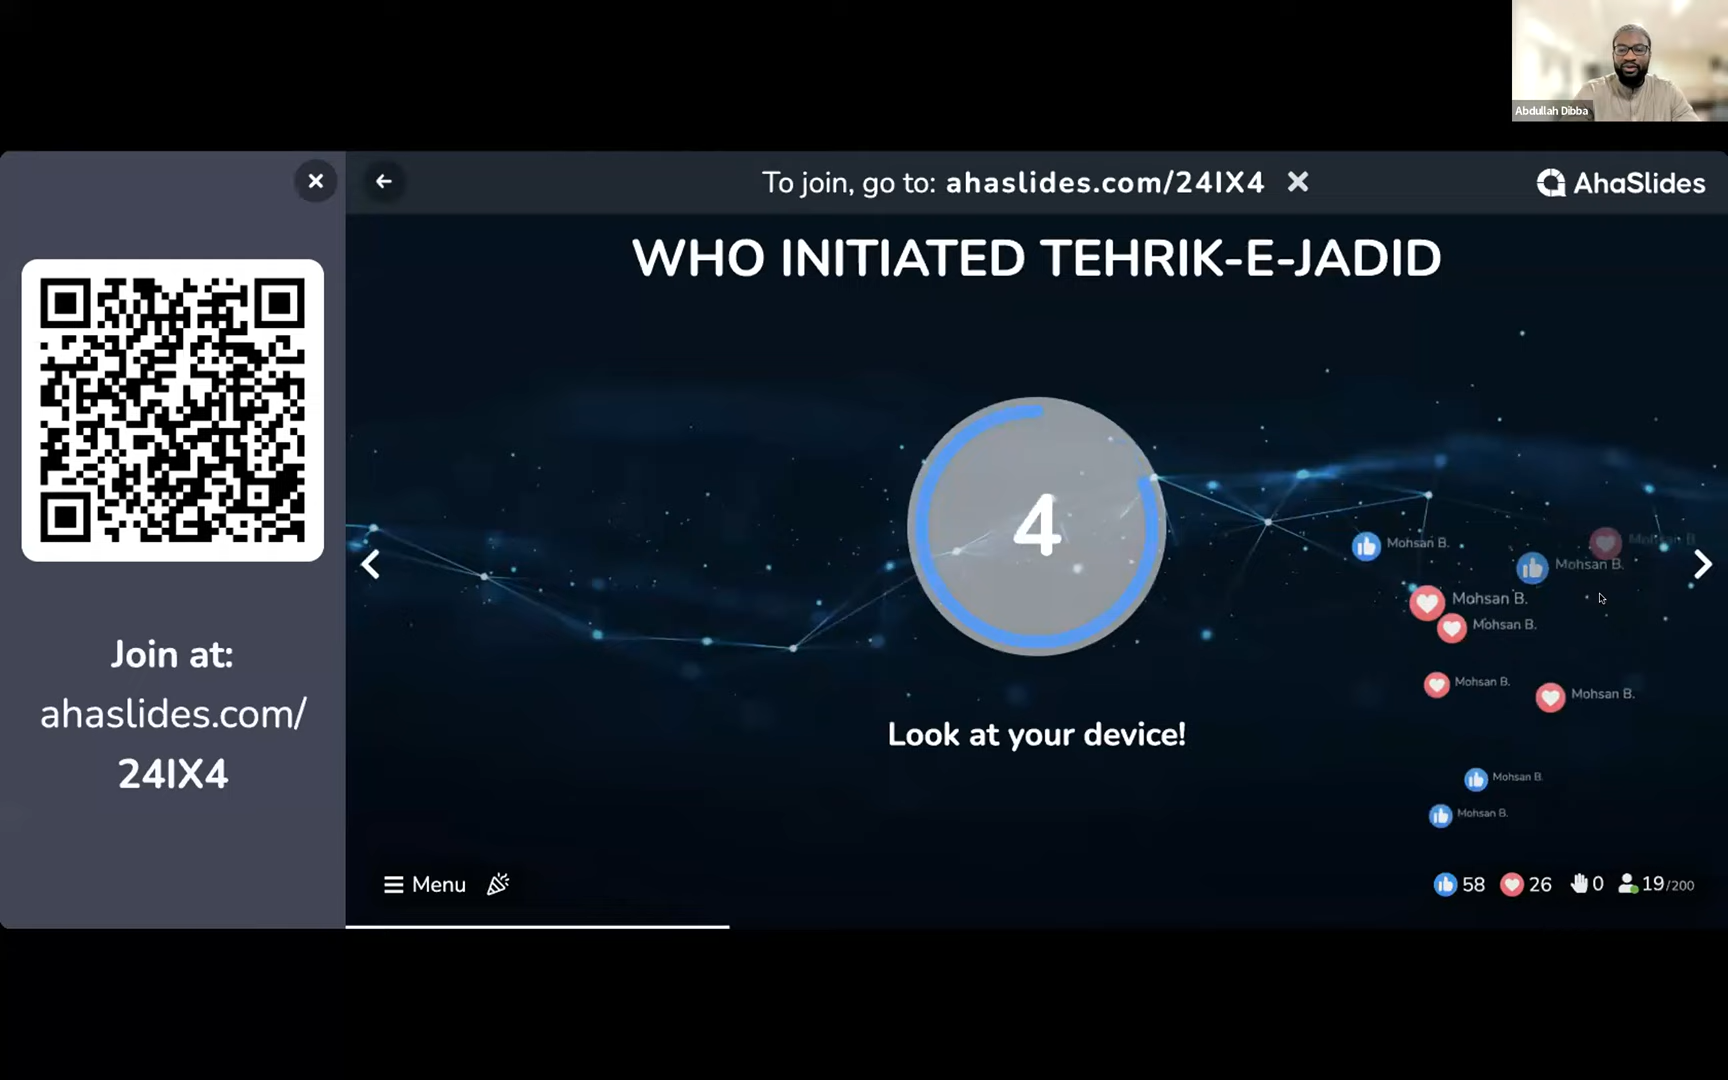 Abdullah Dibba
To join, go to: ahaslides.com/24IX4
AhaSlides
WHO INITIATED TEHRIK-E-JADID
4
Look at your device!
Join at:
ahaslides.com/
24IX4
Mohsan B.
Mohsan B.
Mohsan B.
Mohsan B.
Mohsan B.
Mohsan B.
Mohsan B.
Mohsan B.
Mohsan B.
Menu
58
26
0
19/200